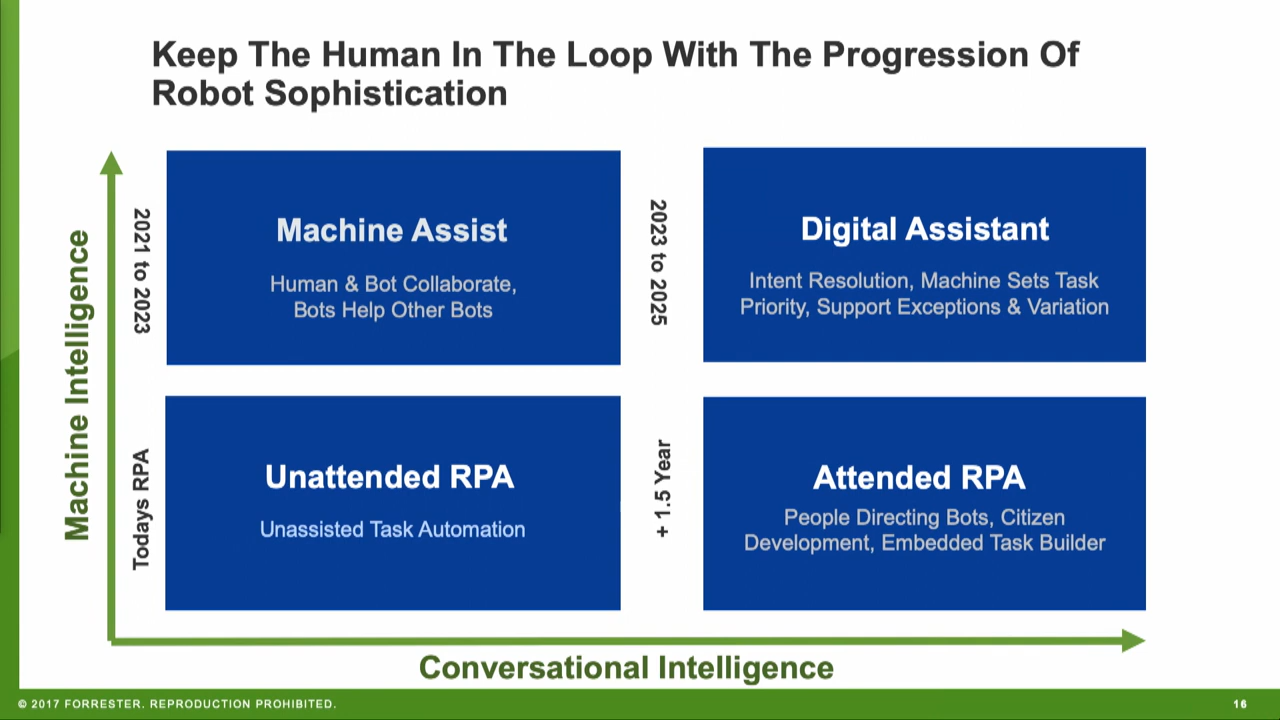 Keep The Human In The Loop With The Progression Of
Robot Sophistication
Machine Intelligence
2021 to 2023
Machine Assist
Human & Bot Collaborate,
Bots Help Other Bots
2023 to 2025
Digital Assistant
Intent Resolution, Machine Sets Task
Priority, Support Exceptions & Variation
Todays RPA
Unattended RPA
Unassisted Task Automation
+ 1.5 Year
Attended RPA
People Directing Bots, Citizen
Development, Embedded Task Builder
Conversational Intelligence
© 2017 FORRESTER. REPRODUCTION PROHIBITED.
16